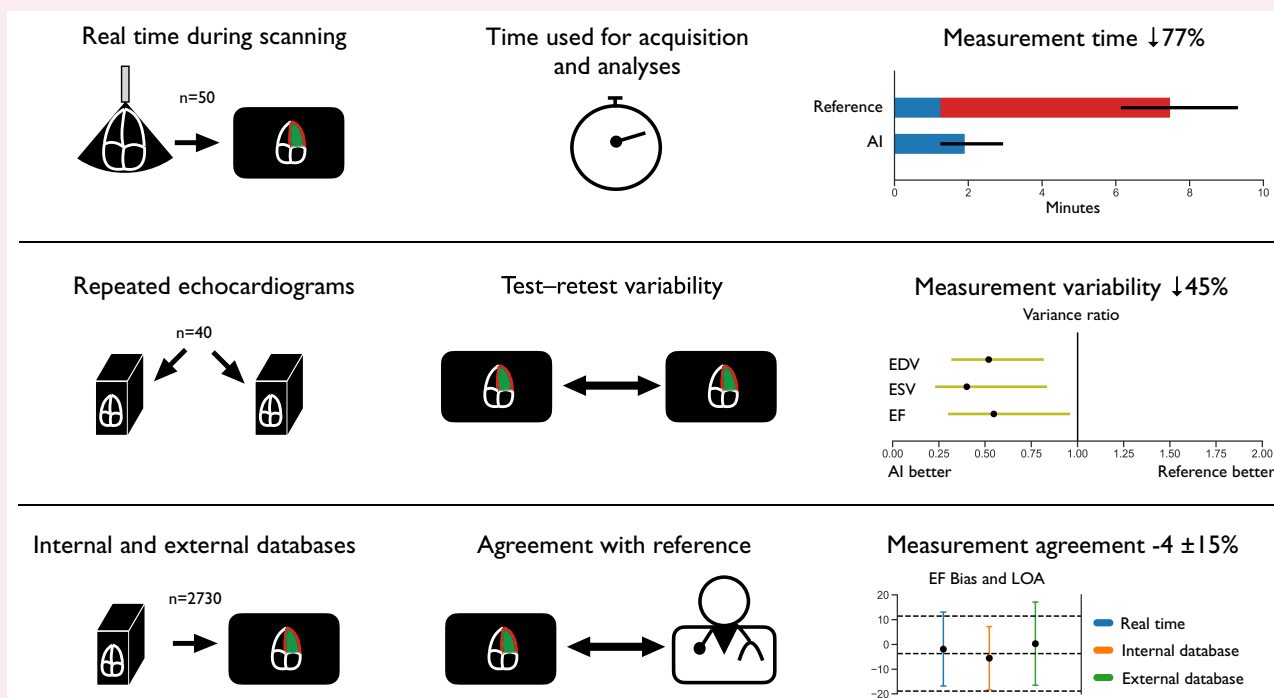 Real time during scanning
n=50
Time used for acquisition
and analyses
Measurement time ↓77%
Reference
AI
0 2 4 6 8 10
Minutes
Repeated echocardiograms
n=40
Test–retest variability
Measurement variability ↓45%
Variance ratio
EDV
ESV
EF
0.00 0.25 0.50 0.75 1.00 1.25 1.50 1.75 2.00
AI better Reference better
Internal and external databases
n=2730
Agreement with reference
Measurement agreement -4 ±15%
EF Bias and LOA
20
10
0
−10
−20
Real time
Internal database
External database